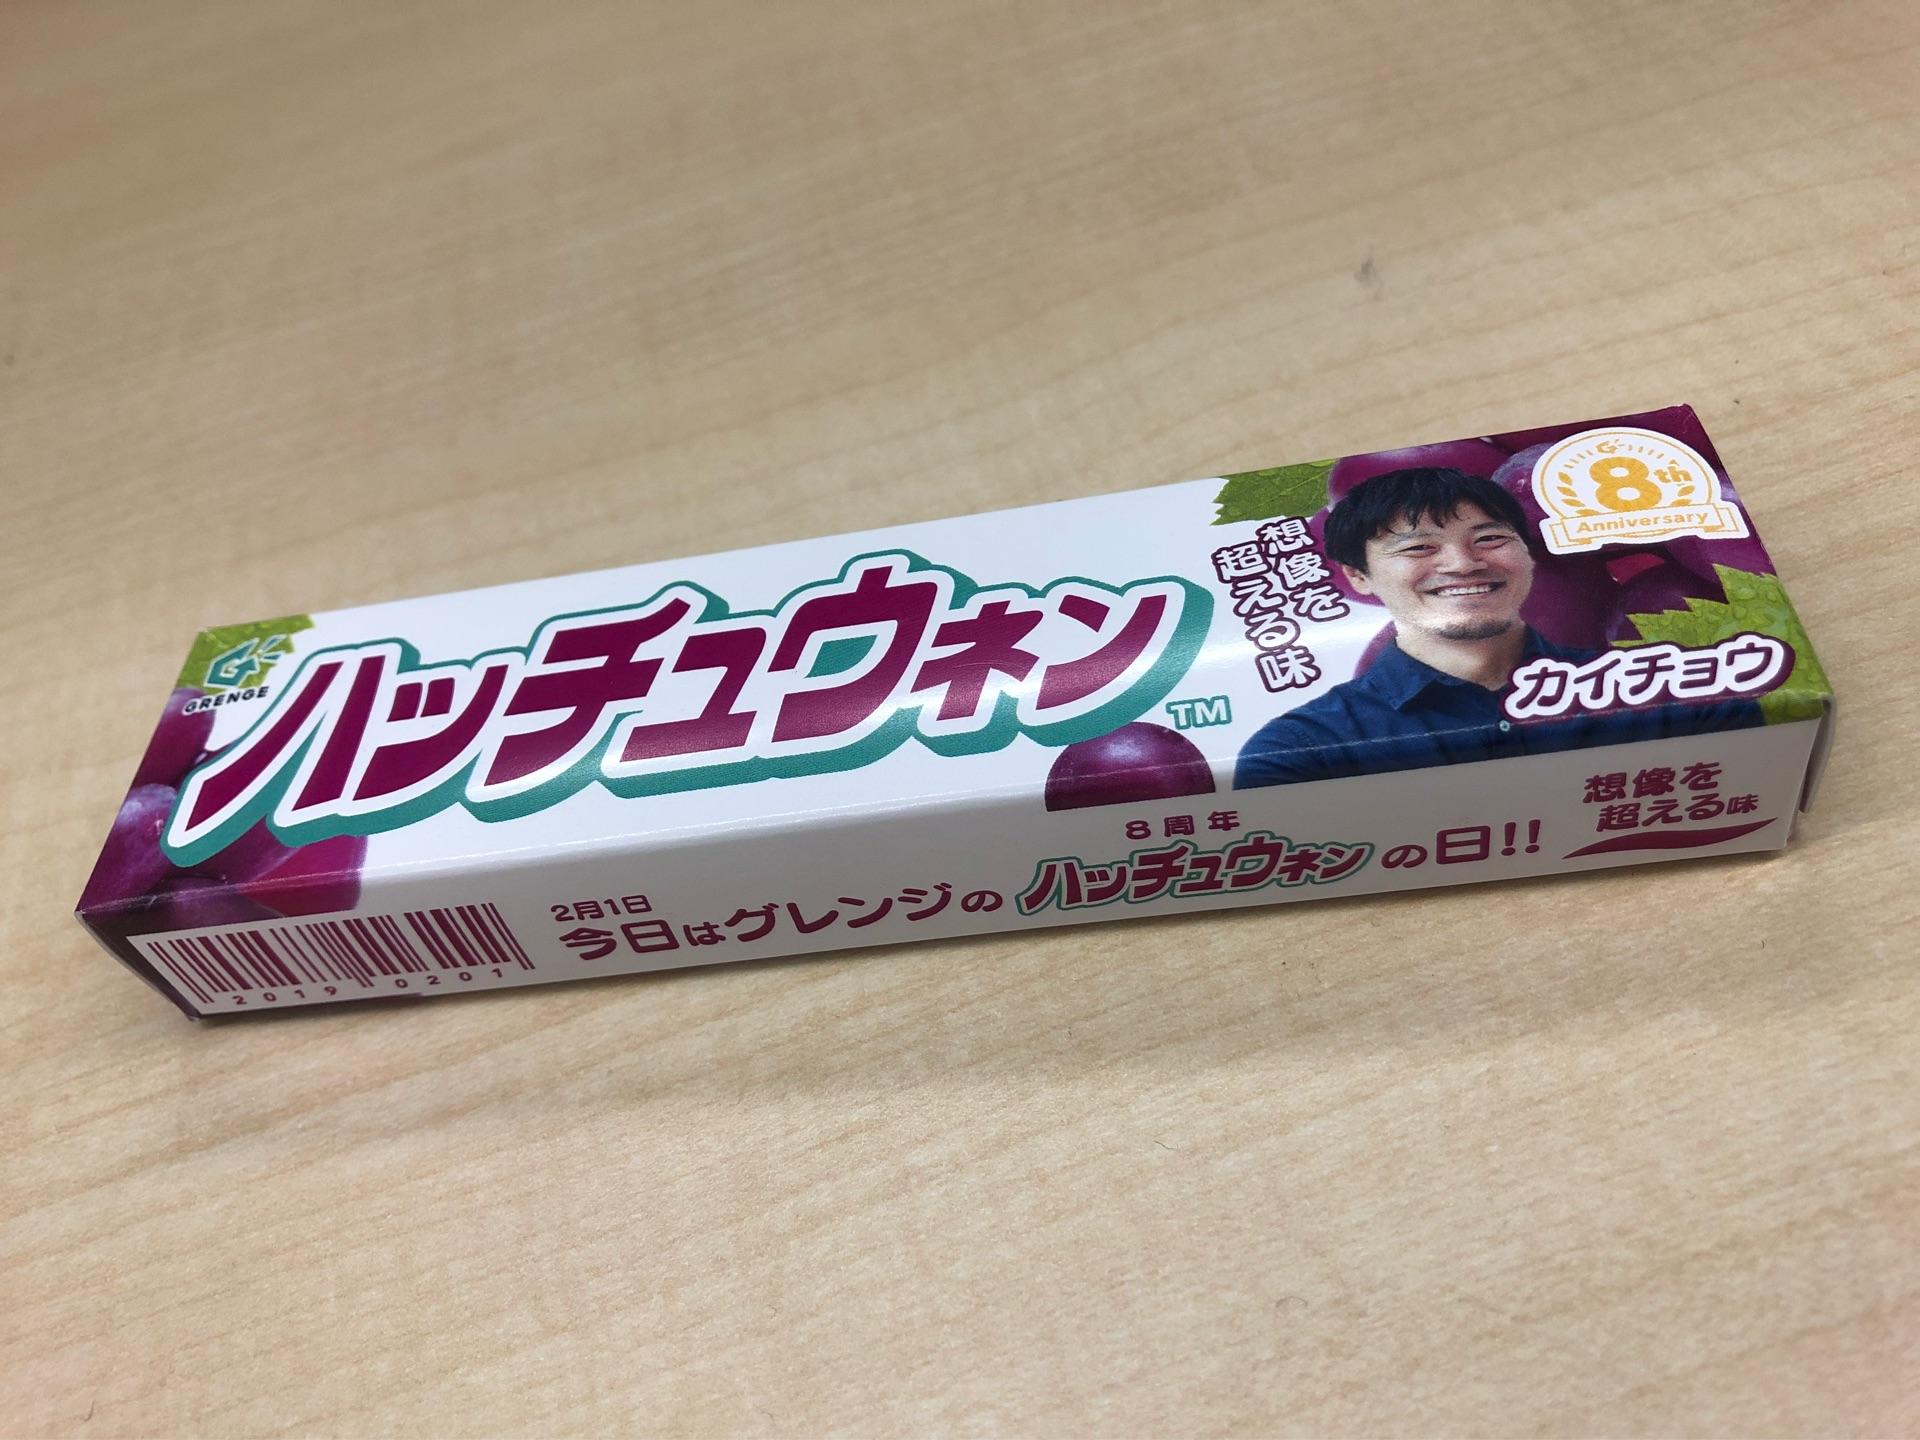 GRENGE
ハッチュウネン
TM
想像を
超える味
8th
Anniversary
カイチョウ
2019 0201
2月1日
今日はグレンジの
8周年
ハッチュウネンの日!!
想像を
超える味